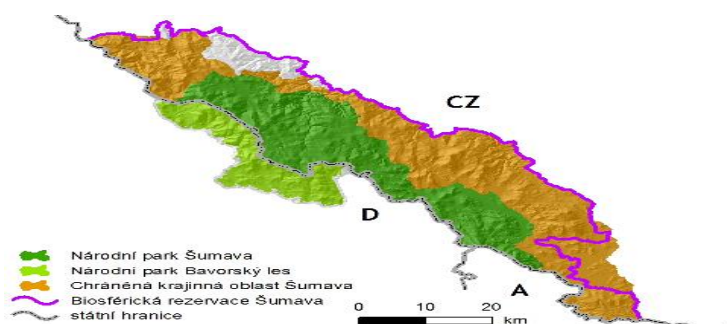 CZ
D
A
Národní park Šumava
Národní park Bavorský les
Chráněná krajinná oblast Šumava
Biosférická rezervace Šumava
státní hranice
0 10 20
km